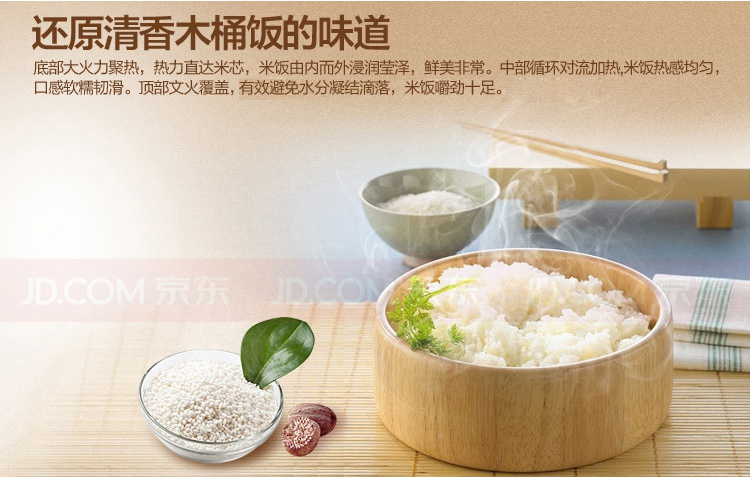 还原清香木桶饭的味道
底部大火力聚热，热力直达米芯，米饭由内而外浸润莹泽，鲜美非常。中部循环对流加热,米饭热感均匀，
口感软糯韧滑。顶部文火覆盖,有效避免水分凝结滴落，米饭嚼劲十足。
JD.COM 京东